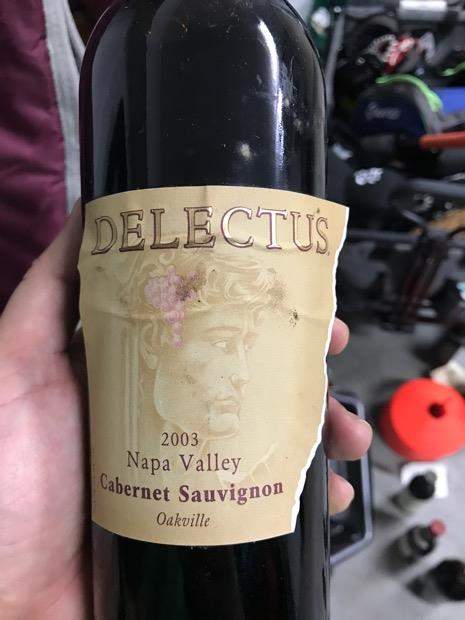 DELECTUS
2003
Napa Valley
Cabernet Sauvignon
Oakville